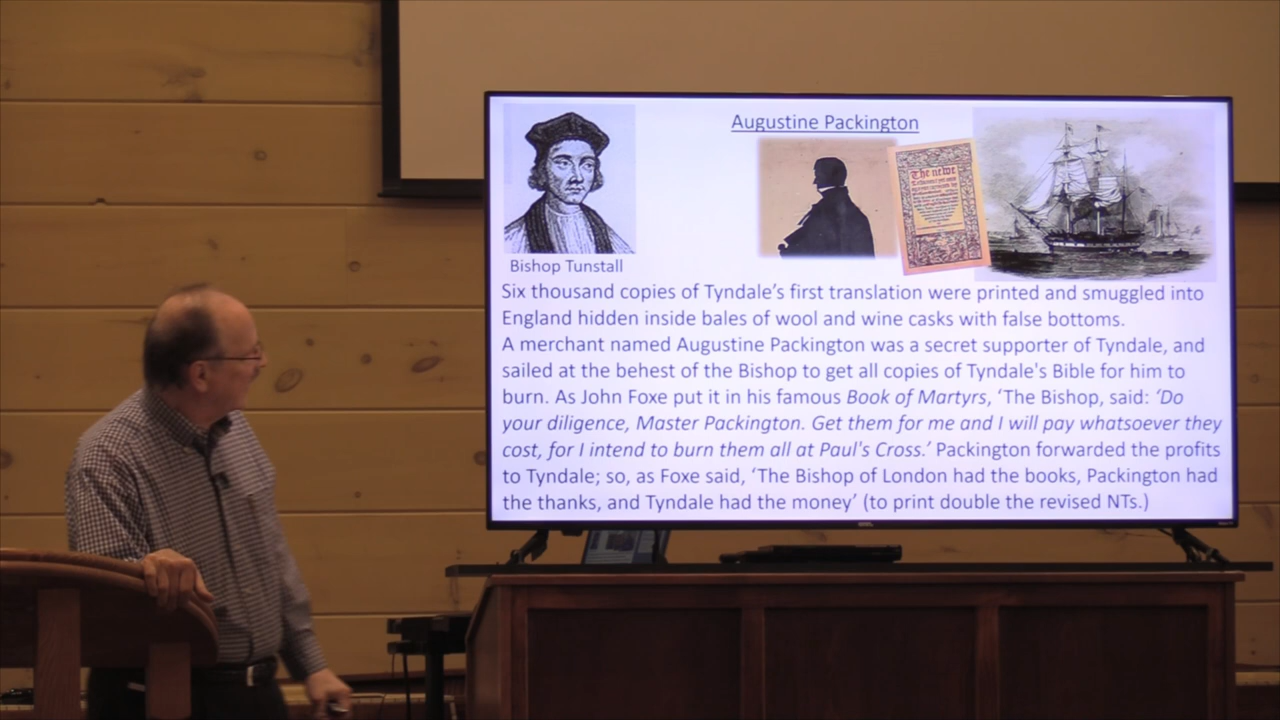 Augustine Packington
The newe
Bishop Tunstall
Six thousand copies of Tyndale’s first translation were printed and smuggled into
England hidden inside bales of wool and wine casks with false bottoms.
A merchant named Augustine Packington was a secret supporter of Tyndale, and
sailed at the behest of the Bishop to get all copies of Tyndale's Bible for him to
burn. As John Foxe put it in his famous Book of Martyrs, ‘The Bishop, said: ‘Do
your diligence, Master Packington. Get them for me and I will pay whatsoever they
cost, for I intend to burn them all at Paul's Cross.’ Packington forwarded the profits
to Tyndale; so, as Foxe said, ‘The Bishop of London had the books, Packington had
the thanks, and Tyndale had the money’ (to print double the revised NTs.)